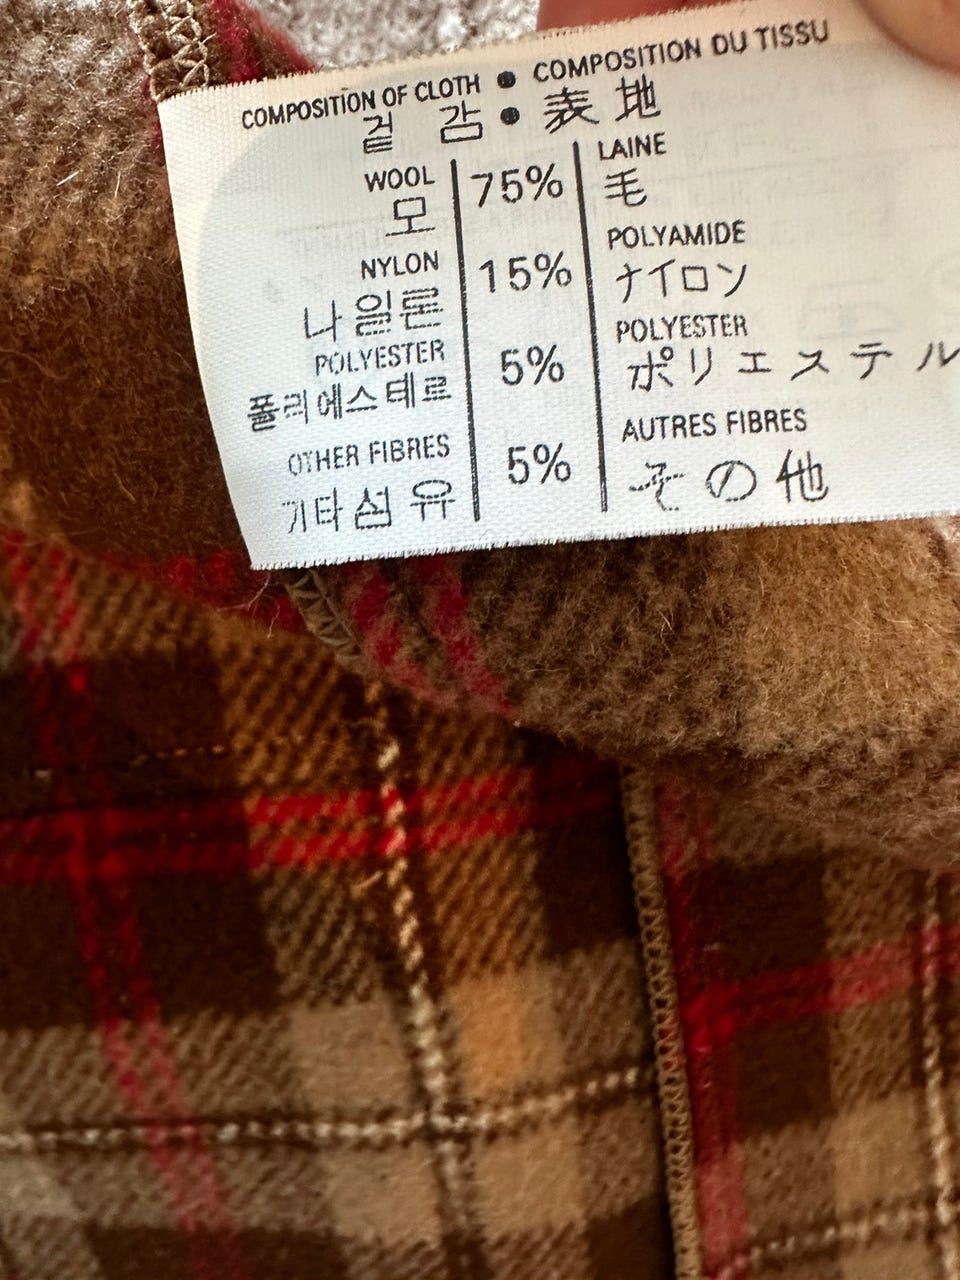 COMPOSITION OF CLOTH • COMPOSITION DU TISSU
겉 감 • 表地
WOOL 75% LAINE
모 毛
NYLON 15% POLYAMIDE
나일론 ナイロン
POLYESTER 5% POLYESTER
폴리에스테르 ポリエステル
OTHER FIBRES 5% AUTRES FIBRES
기타섬유 その他